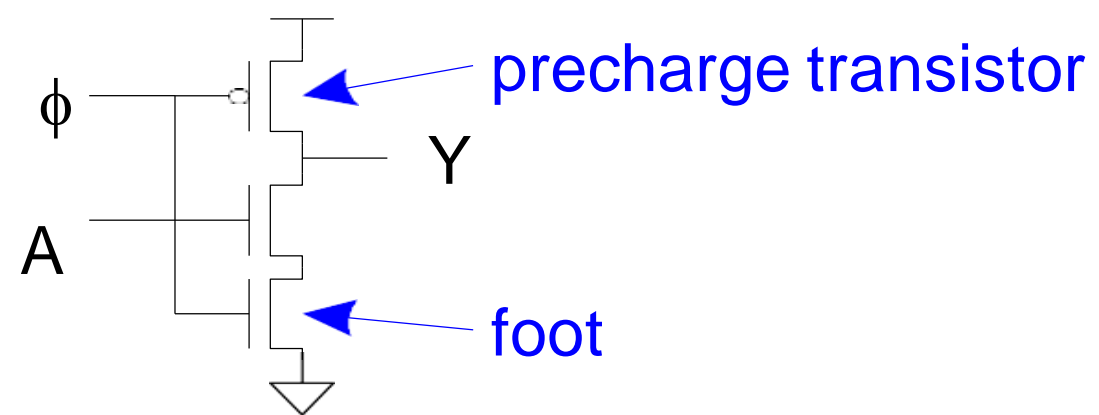 precharge transistor
ϕ
Y
A
foot